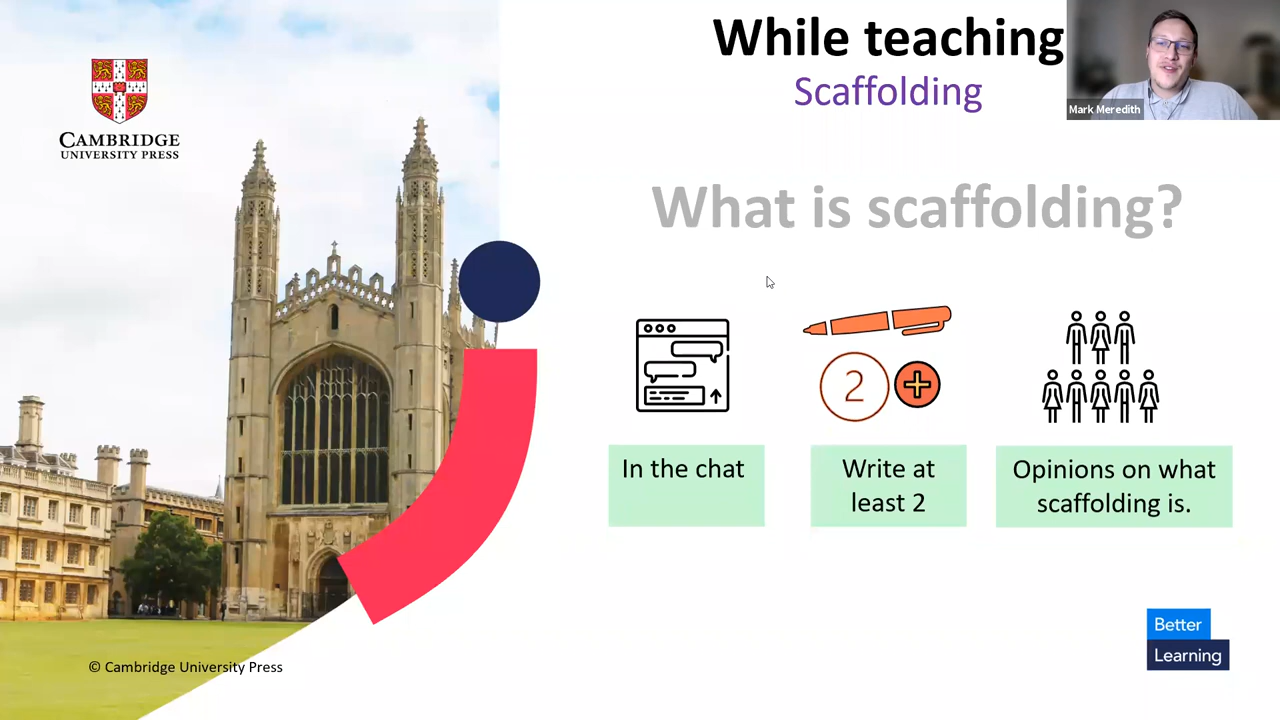 While teaching
Scaffolding
Mark Meredith
CAMBRIDGE
UNIVERSITY PRESS
What is scaffolding?
2
In the chat
Write at
least 2
Opinions on what
scaffolding is.
Better
Learning
© Cambridge University Press